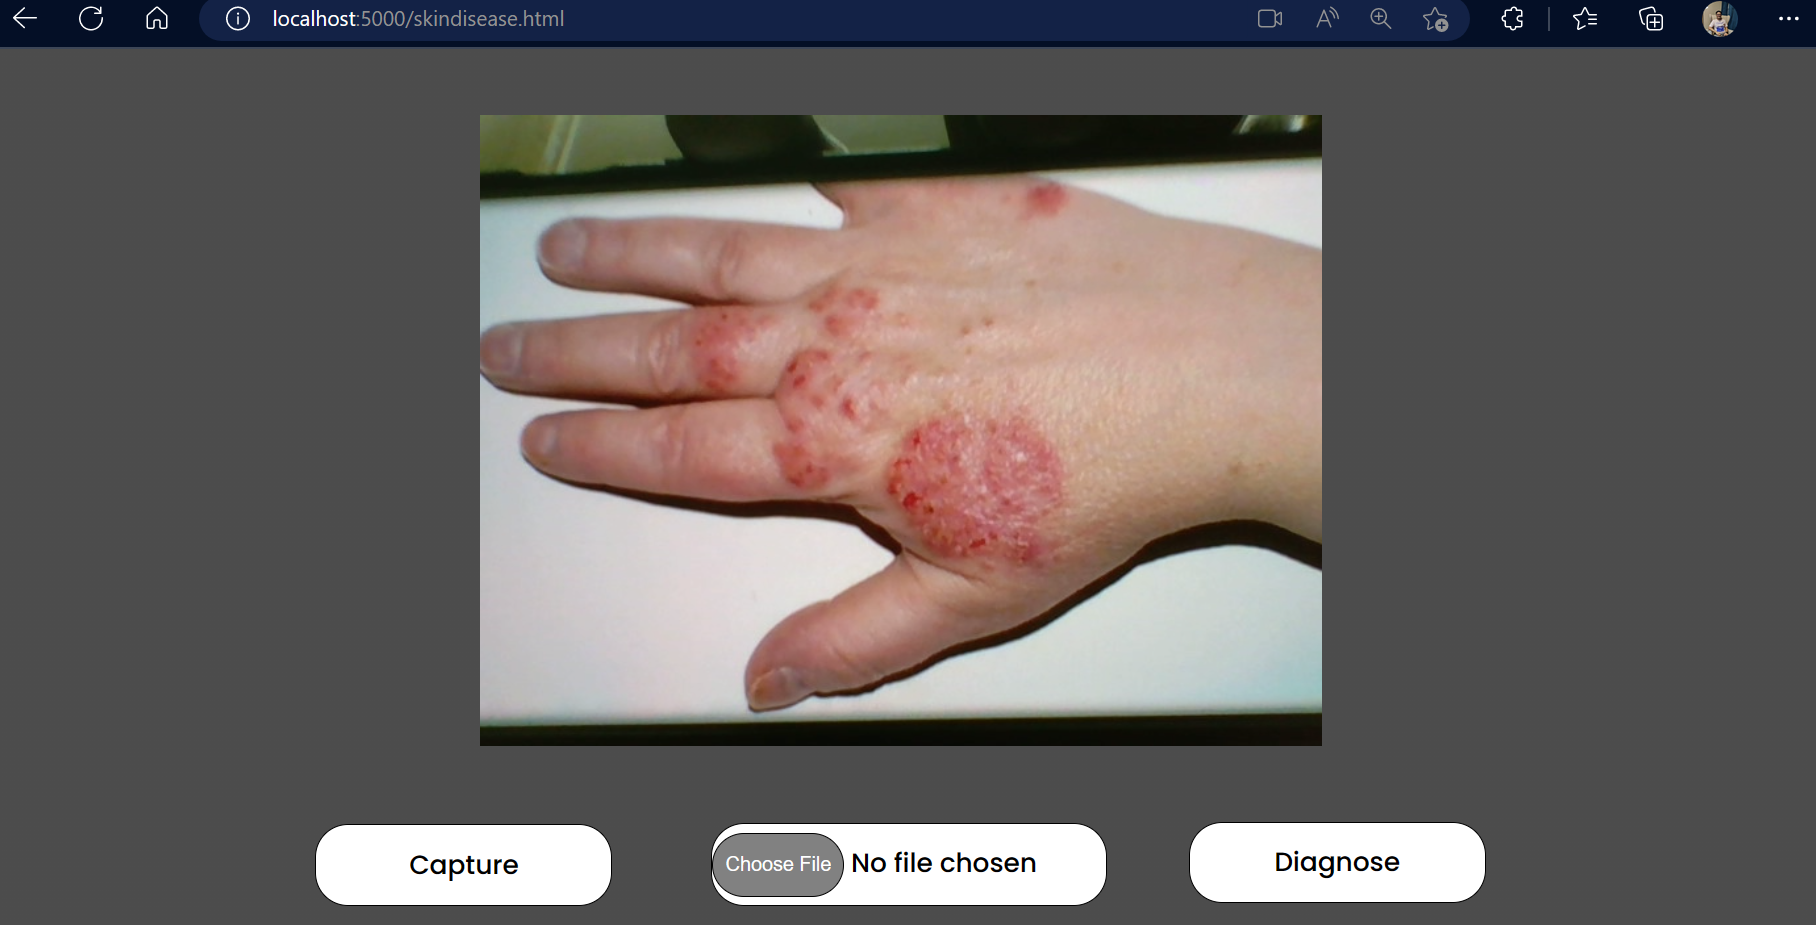 localhost:5000/skindisease.html
Capture
Choose File No file chosen
Diagnose